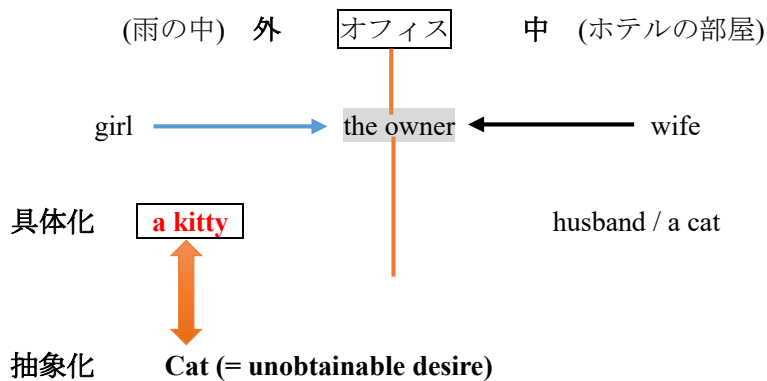 (雨の中) 外 オフィス 中 (ホテルの部屋)
girl the owner wife
具体化 a kitty husband / a cat
抽象化 Cat (= unobtainable desire)